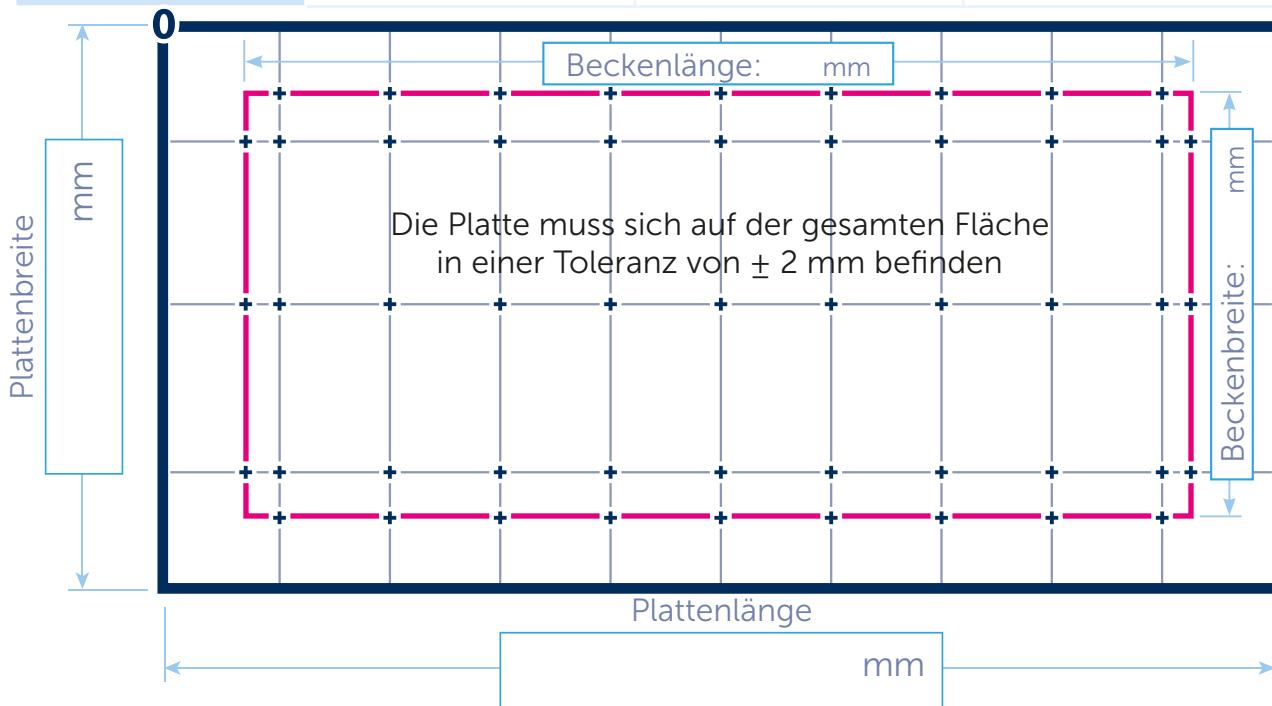 0
Beckenlänge: mm
mm
Beckenbreite:
mm
Plattenbreite
Die Platte muss sich auf der gesamten Fläche
in einer Toleranz von ± 2 mm befinden
Plattenlänge
mm